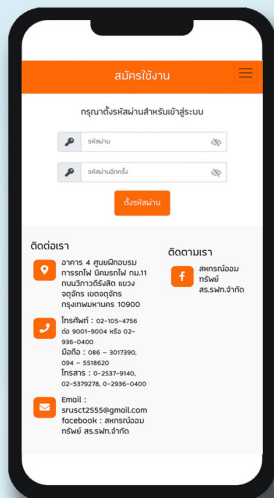 สมัครใช้งาน
กรุณาตั้งรหัสผ่านสำหรับเข้าสู่ระบบ
รหัสผ่าน
รหัสผ่านอีกครั้ง
ตั้งรหัสผ่าน
ติดต่อเรา
อาคาร 4 ศูนย์ฝึกอบรม
การรถไฟ นิคมรถไฟ กม.11
ถนนวิภาวดีรังสิต แขวง
จตุจักร เขตจตุจักร
กรุงเทพมหานคร 10900
โทรศัพท์ : 02-105-4756
ต่อ 9001-9004 หรือ 02-
936-0400
มือถือ : 086 - 3017390,
094 - 5518620
โทรสาร : 0-2537-9140,
02-5379278, 0-2936-0400
Email :
srusct2555@gmail.com
facebook : สหกรณ์ออม
ทรัพย์ สร.รฟท.จำกัด
ติดตามเรา
สหกรณ์ออม
ทรัพย์
สร.รฟท.จำกัด